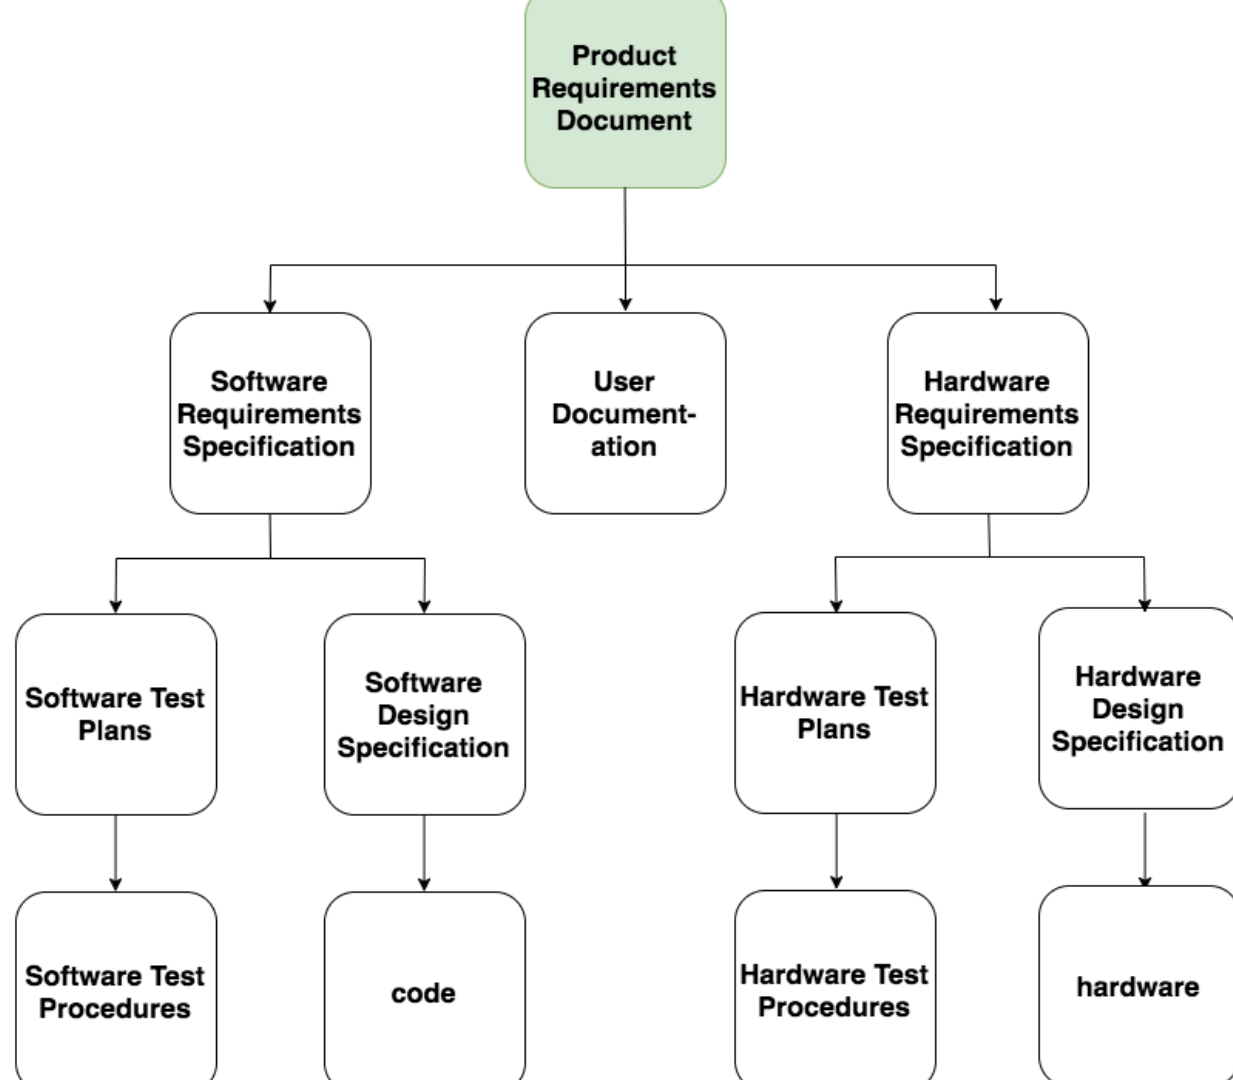 Product
Requirements
Document
Software
Requirements
Specification
User
Document-
ation
Hardware
Requirements
Specification
Software Test
Plans
Software
Design
Specification
Hardware Test
Plans
Hardware
Design
Specification
Software Test
Procedures
code
Hardware Test
Procedures
hardware